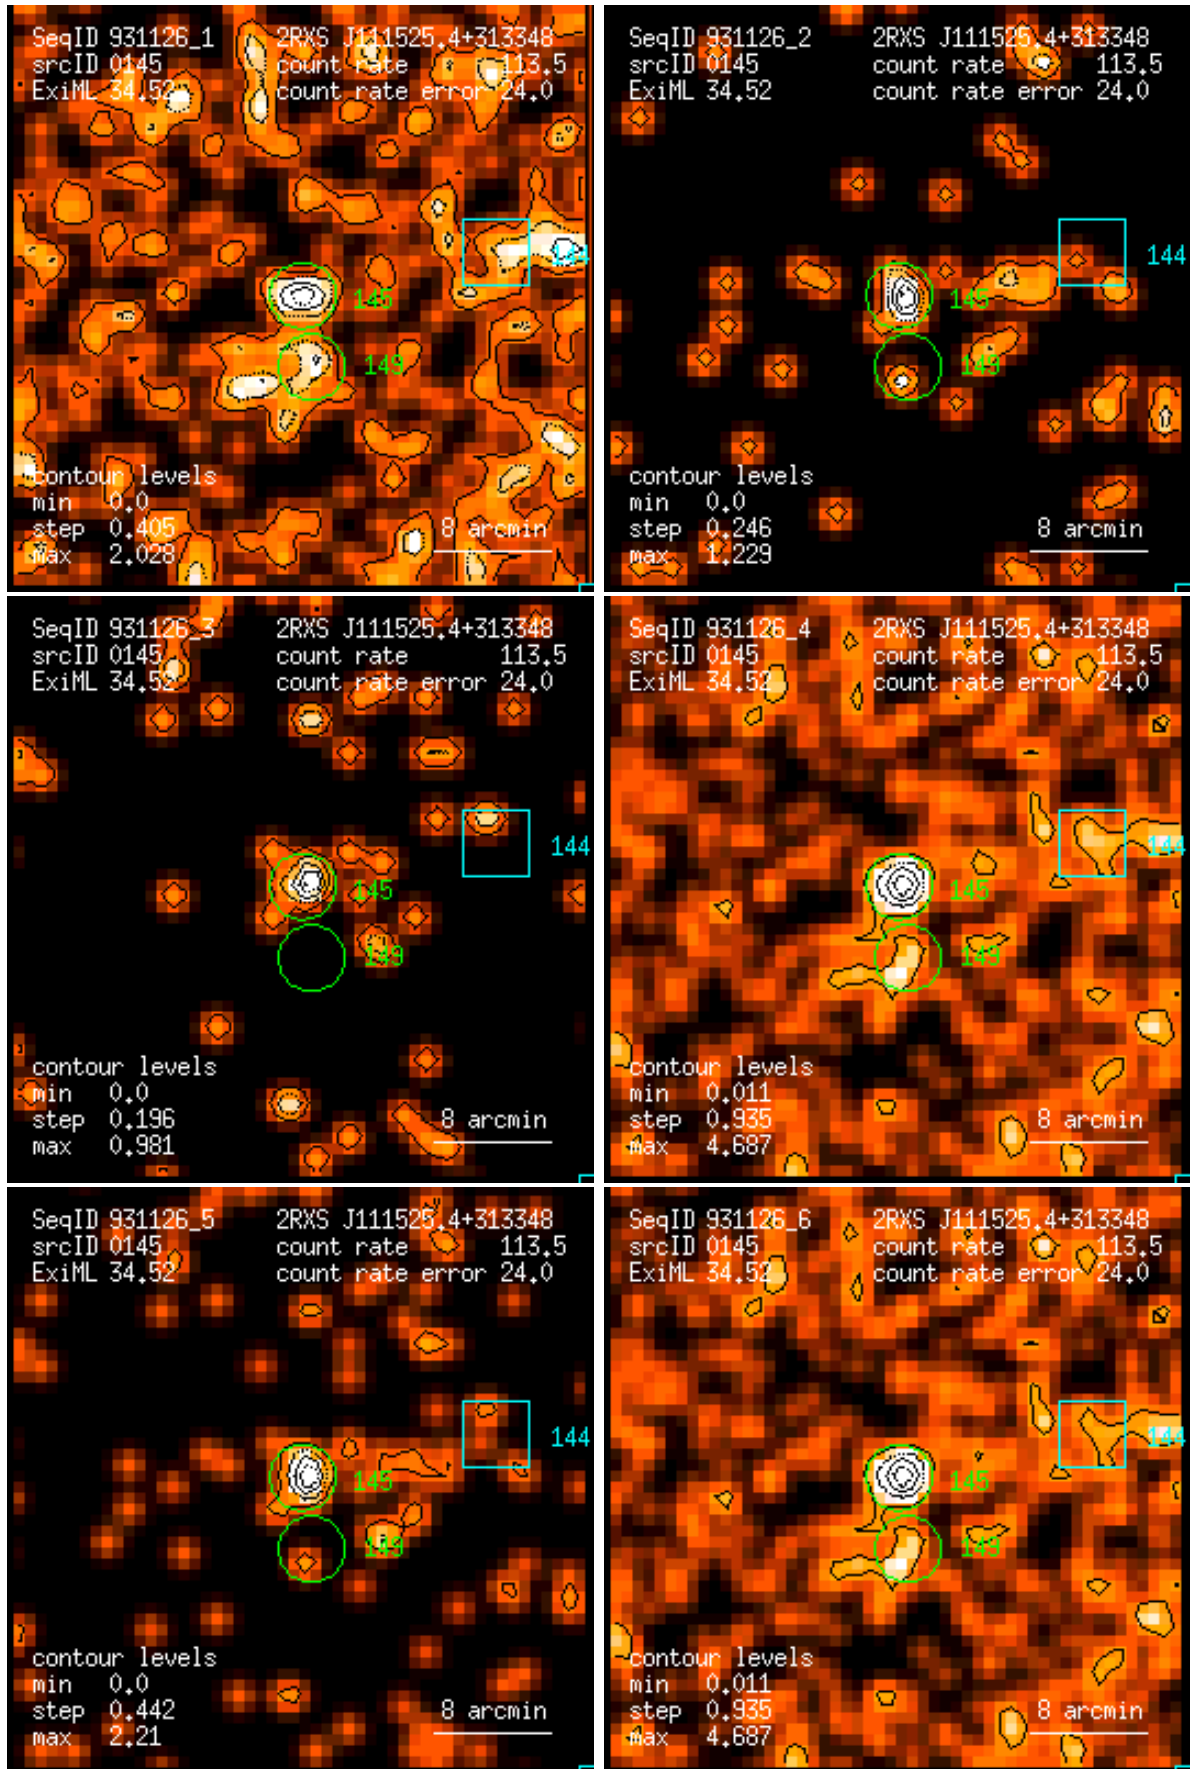 SeqID 931126_1 2RXS J111525.4+313348
srcID 0145 count rate 113.5
ExiML 34.52 count rate error 24.0
144
145
149
contour levels
min 0.0
step 0.405 8 arcmin
max 2.028
SeqID 931126_2 2RXS J111525.4+313348
srcID 0145 count rate 113.5
ExiML 34.52 count rate error 24.0
144
145
149
contour levels
min 0.0
step 0.246 8 arcmin
max 1.229
SeqID 931126_3 2RXS J111525.4+313348
srcID 0145 count rate 113.5
ExiML 34.52 count rate error 24.0
144
145
149
contour levels
min 0.0
step 0.196 8 arcmin
max 0.981
SeqID 931126_4 2RXS J111525.4+313348
srcID 0145 count rate 113.5
ExiML 34.52 count rate error 24.0
144
145
149
contour levels
min 0.011
step 0.935 8 arcmin
max 4.687
SeqID 931126_5 2RXS J111525.4+313348
srcID 0145 count rate 113.5
ExiML 34.52 count rate error 24.0
144
145
149
contour levels
min 0.0
step 0.442 8 arcmin
max 2.21
SeqID 931126_6 2RXS J111525.4+313348
srcID 0145 count rate 113.5
ExiML 34.52 count rate error 24.0
144
145
149
contour levels
min 0.011
step 0.935 8 arcmin
max 4.687